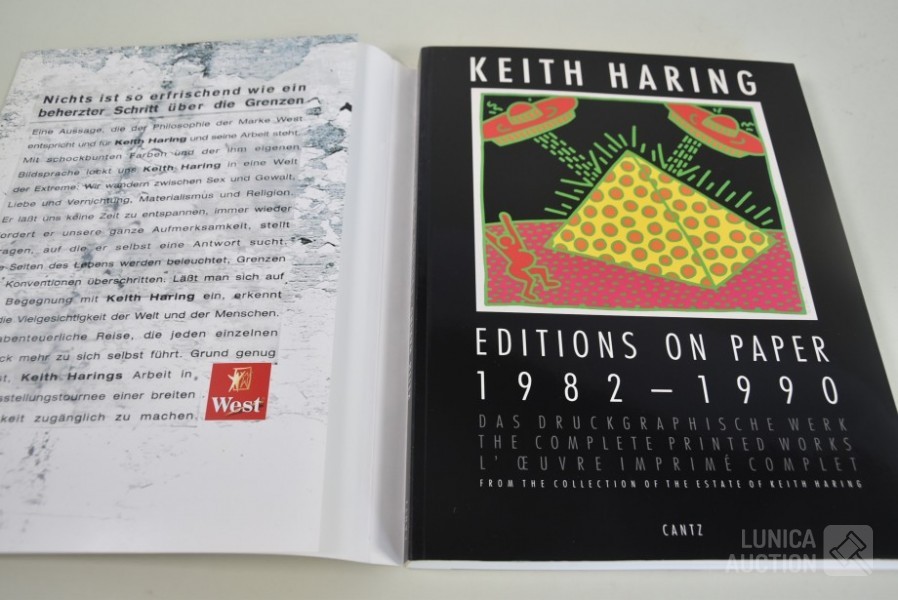 Nichts ist so erfrischend wie ein
beherzter Schritt über die Grenzen
Eine Aussage, die der Philosophie der Marke West
entspricht und für Keith Haring und seine Arbeit steht.
Mit schockbunten Farben und der ihm eigenen
Bildsprache lockt uns Keith Haring in eine Welt
der Extreme. Wir wandern zwischen Sex und Gewalt,
Liebe und Vernichtung, Materialismus und Religion.
Er läßt uns keine Zeit zu entspannen, immer wieder
fordert er unsere ganze Aufmerksamkeit, stellt
ragen, auf die er selbst eine Antwort sucht.
Seiten des Lebens werden beleuchtet, Grenzen
Konventionen überschritten. Läßt man sich auf
Begegnung mit Keith Haring ein, erkennt
die Vielgesichtigkeit der Welt und der Menschen.
abenteuerliche Reise, die jeden einzelnen
ck mehr zu sich selbst führt. Grund genug
st, Keith Harings Arbeit in
sstellungstournee einer breiten
keit zugänglich zu machen.
West
KEITH HARING
EDITIONS ON PAPER
1982 – 1990
DAS DRUCKGRAPHISCHE WERK
THE COMPLETE PRINTED WORKS
L' ŒUVRE IMPRIMÉ COMPLET
FROM THE COLLECTION OF THE ESTATE OF KEITH HARING
CANTZ
LUNICA
AUCTION